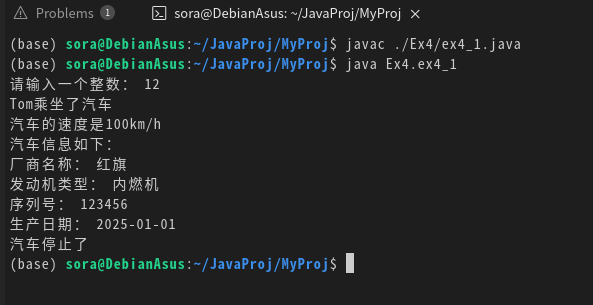 Problems 1 sora@DebianAsus: ~/JavaProj/MyProj
(base) sora@DebianAsus:~/JavaProj/MyProj$ javac ./Ex4/ex4_1.java
(base) sora@DebianAsus:~/JavaProj/MyProj$ java Ex4.ex4_1
请输入一个整数： 12
Tom乘坐了汽车
汽车的速度是100km/h
汽车信息如下：
厂商名称： 红旗
发动机类型： 内燃机
序列号： 123456
生产日期： 2025-01-01
汽车停止了
(base) sora@DebianAsus:~/JavaProj/MyProj$